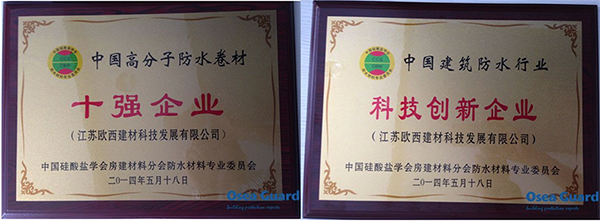 中国高分子防水卷材
十强企业
(江苏欧西建材科技发展有限公司)
中国硅酸盐学会房建材料分会防水材料专业委员会
二〇一四年五月十八日
Osea Guard
building protection experts
中国建筑防水行业
科技创新企业
(江苏欧西建材科技发展有限公司)
中国硅酸盐学会房建材料分会防水材料专业委员会
二〇一四年五月十八日
Osea Guard
building protection experts